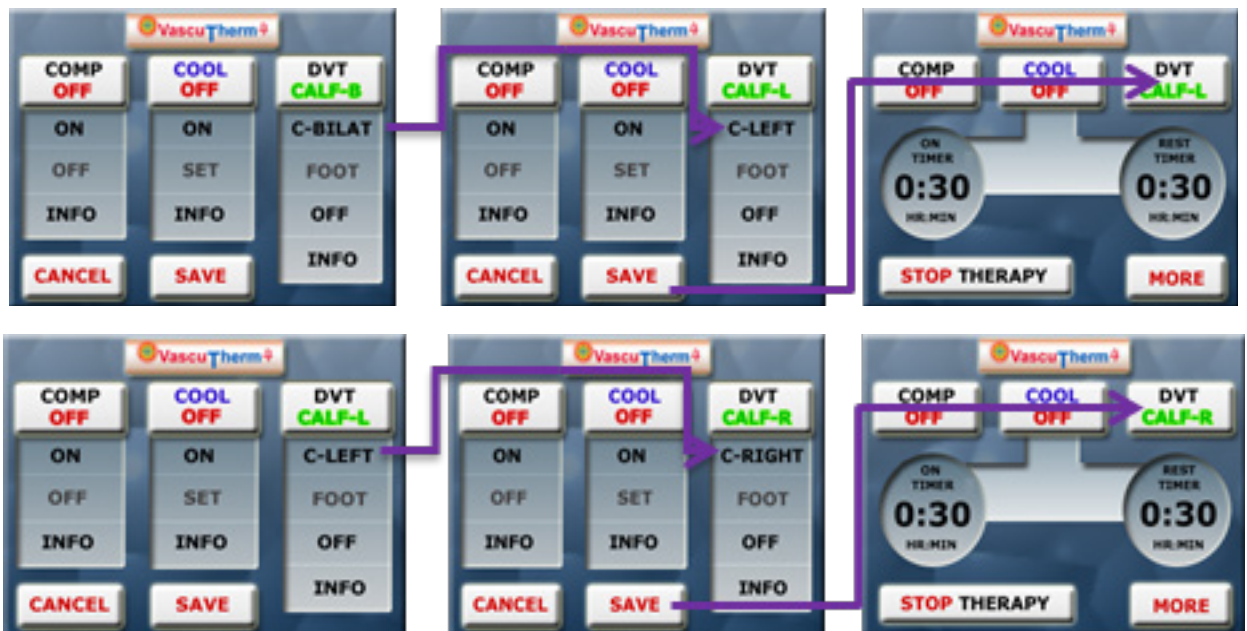 VascuTherm4
COMP OFF
COOL OFF
DVT CALF-B
ON
ON
C-BILAT
OFF
SET
FOOT
INFO
INFO
OFF
INFO
CANCEL
SAVE
VascuTherm4
COMP OFF
COOL OFF
DVT CALF-L
ON
ON
C-LEFT
OFF
SET
FOOT
INFO
INFO
OFF
INFO
CANCEL
SAVE
VascuTherm4
COMP OFF
COOL OFF
DVT CALF-L
ON TIMER
0:30
HR:MIN
REST TIMER
0:30
HR:MIN
STOP THERAPY
MORE
VascuTherm4
COMP OFF
COOL OFF
DVT CALF-L
ON
ON
C-LEFT
OFF
SET
FOOT
INFO
INFO
OFF
INFO
CANCEL
SAVE
VascuTherm4
COMP OFF
COOL OFF
DVT CALF-R
ON
ON
C-RIGHT
OFF
SET
FOOT
INFO
INFO
OFF
INFO
CANCEL
SAVE
VascuTherm4
COMP OFF
COOL OFF
DVT CALF-R
ON TIMER
0:30
HR:MIN
REST TIMER
0:30
HR:MIN
STOP THERAPY
MORE